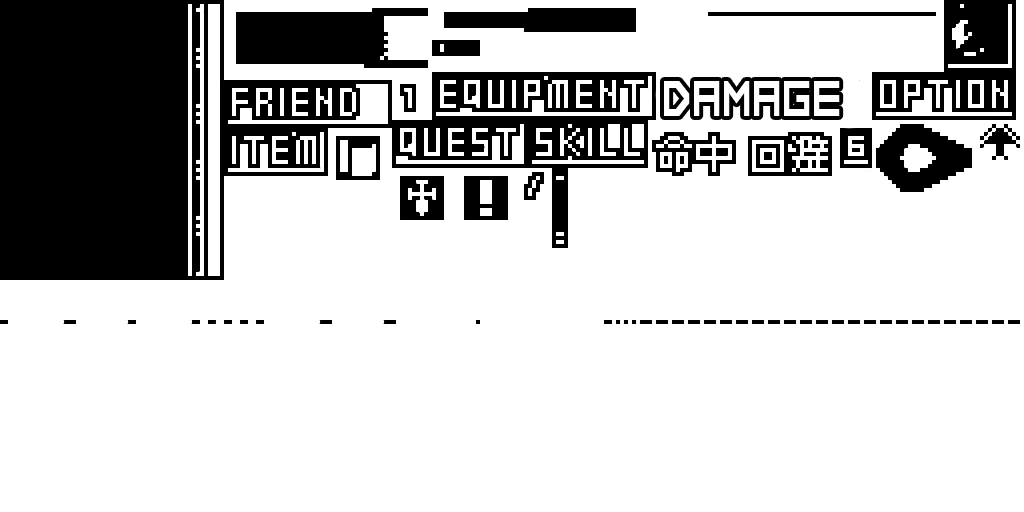 FRIEND 1 EQUIPMENT DAMAGE OPTION
ITEM QUEST SKILL 命中 回避 6
!